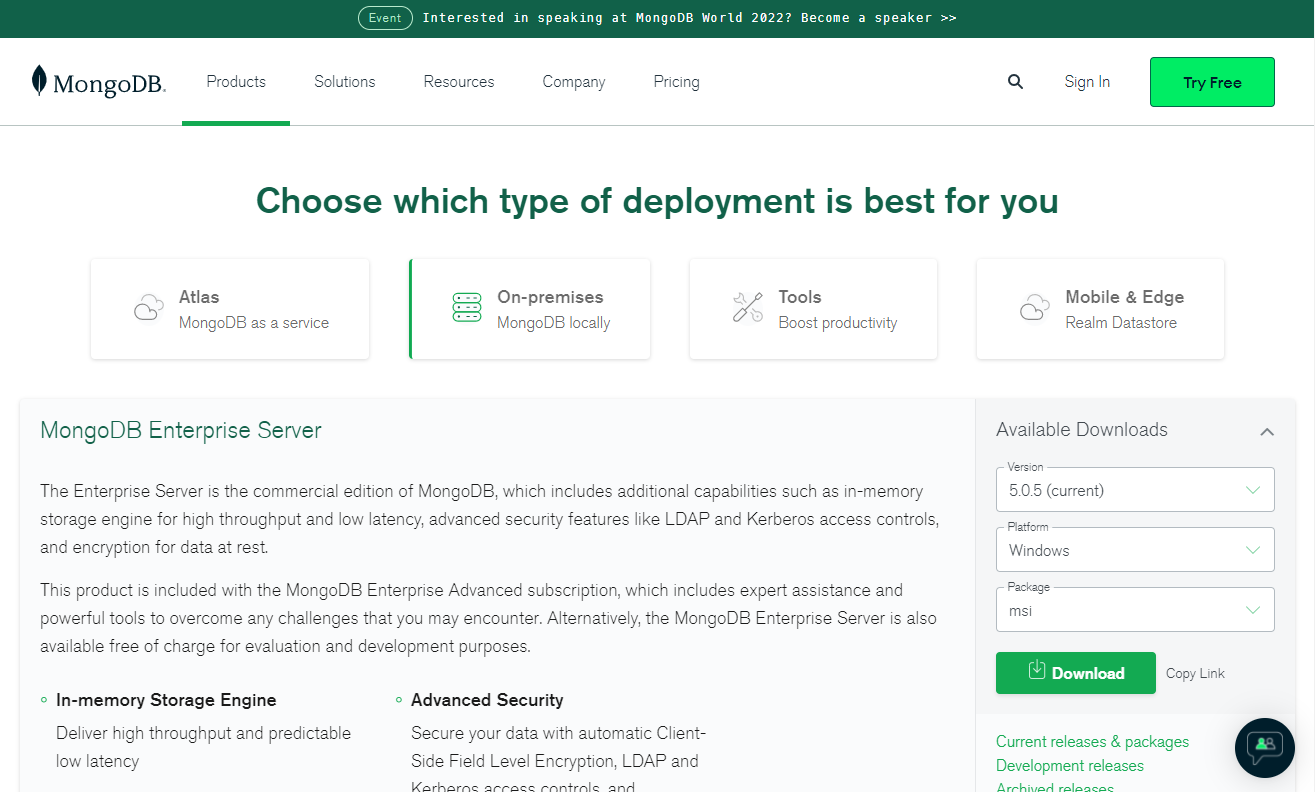 Event Interested in speaking at MongoDB World 2022? Become a speaker >>
MongoDB. Products Solutions Resources Company Pricing Sign In Try Free
Choose which type of deployment is best for you
Atlas
MongoDB as a service
On-premises
MongoDB locally
Tools
Boost productivity
Mobile & Edge
Realm Datastore
MongoDB Enterprise Server
The Enterprise Server is the commercial edition of MongoDB, which includes additional capabilities such as in-memory
storage engine for high throughput and low latency, advanced security features like LDAP and Kerberos access controls,
and encryption for data at rest.
This product is included with the MongoDB Enterprise Advanced subscription, which includes expert assistance and
powerful tools to overcome any challenges that you may encounter. Alternatively, the MongoDB Enterprise Server is also
available free of charge for evaluation and development purposes.
In-memory Storage Engine
Deliver high throughput and predictable
low latency
Advanced Security
Secure your data with automatic Client-
Side Field Level Encryption, LDAP and
Kerberos access controls, and
Available Downloads
Version
5.0.5 (current)
Platform
Windows
Package
msi
Download Copy Link
Current releases & packages
Development releases
Archived releases